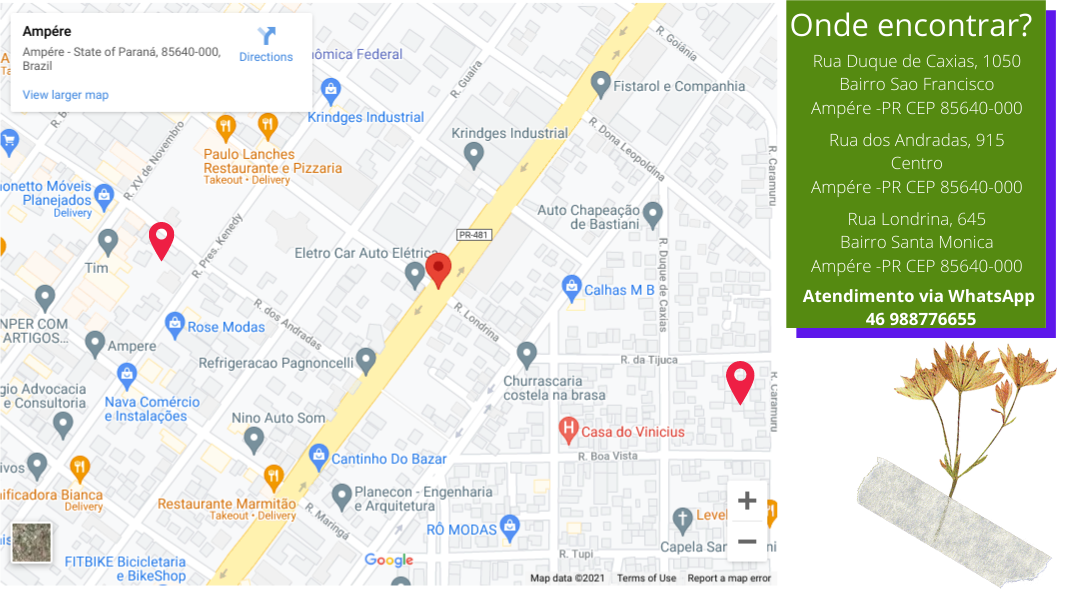 Ampére
Ampére - State of Paraná, 85640-000,
Brazil
Directions
View larger map
nômica Federal
R. Goiânia
R. Guaíra
Fistarol e Companhia
Krindges Industrial
Krindges Industrial
R. XV de Novembro
Paulo Lanches
Restaurante e Pizzaria
Takeout • Delivery
R. Dona Leopoldina
R. Caramuru
onetto Móveis
Planejados
Delivery
Auto Chapeação
de Bastiani
R. Pres. Kenedy
PR-481
Tim
Eletro Car Auto Elétrica
R. Duque de Caxias
Calhas M B
NPER COM
ARTIGOS...
R. dos Andradas
R. Londrina
Rose Modas
Ampere
Refrigeracao Pagnoncelli
R. da Tijuca
Churrascaria
costela na brasa
R. Caramuru
gio Advocacia
e Consultoria
Nava Comércio
e Instalações
Nino Auto Som
Casa do Vinicius
R. Boa Vista
ivos
Cantinho Do Bazar
ificadora Bianca
Delivery
Restaurante Marmitão
Takeout • Delivery
Planecon - Engenharia
e Arquitetura
R. Maringá
RÔ MODAS
Level
Capela San
ni
R. Tupi
FITBIKE Bicicletaria
e BikeShop
Google
Map data ©2021 Terms of Use Report a map error
Onde encontrar?
Rua Duque de Caxias, 1050
Bairro Sao Francisco
Ampére -PR CEP 85640-000
Rua dos Andradas, 915
Centro
Ampére -PR CEP 85640-000
Rua Londrina, 645
Bairro Santa Monica
Ampére -PR CEP 85640-000
Atendimento via WhatsApp
46 988776655